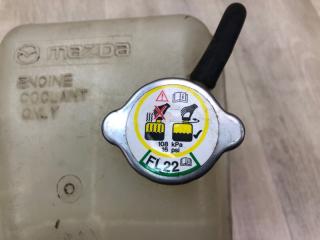 mazda
ENGINE
COOLANT
ONLY
108 kPa
16 psi
FL22